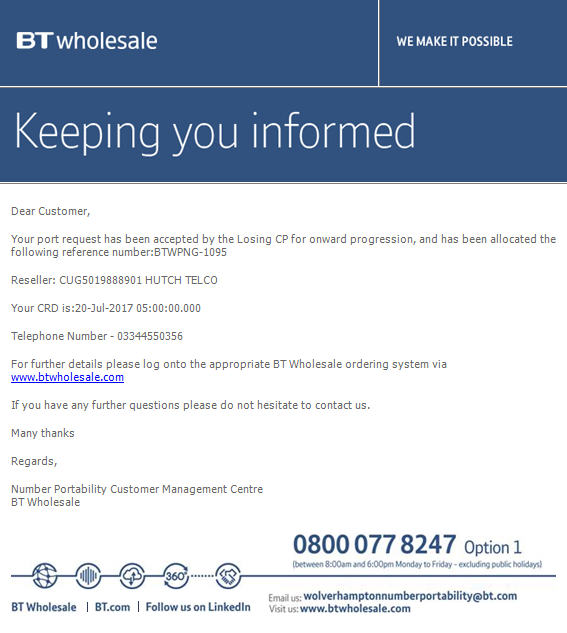 BT wholesale
WE MAKE IT POSSIBLE
Keeping you informed
Dear Customer,
Your port request has been accepted by the Losing CP for onward progression, and has been allocated the
following reference number:BTWPNG-1095
Reseller: CUG5019888901 HUTCH TELCO
Your CRD is:20-Jul-2017 05:00:00.000
Telephone Number - 03344550356
For further details please log onto the appropriate BT Wholesale ordering system via
www.btwholesale.com
If you have any further questions please do not hesitate to contact us.
Many thanks
Regards,
Number Portability Customer Management Centre
BT Wholesale
0800 077 8247 Option 1
(between 8:00am and 6:00pm Monday to Friday - excluding public holidays)
360°
BT Wholesale | BT.com | Follow us on LinkedIn
Email us: wolverhamptonnumberportability@bt.com
Visit us: www.btwholesale.com